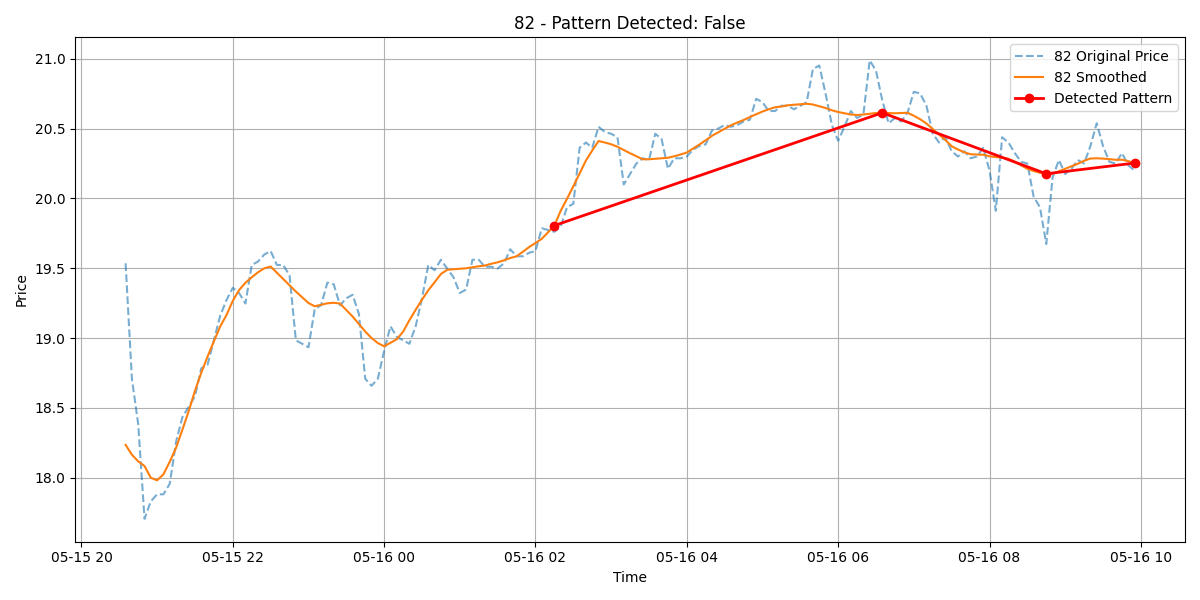 82 - Pattern Detected: False
82 Original Price
82 Smoothed
Detected Pattern
Price
21.0
20.5
20.0
19.5
19.0
18.5
18.0
05-15 20
05-15 22
05-16 00
05-16 02
05-16 04
05-16 06
05-16 08
05-16 10
Time